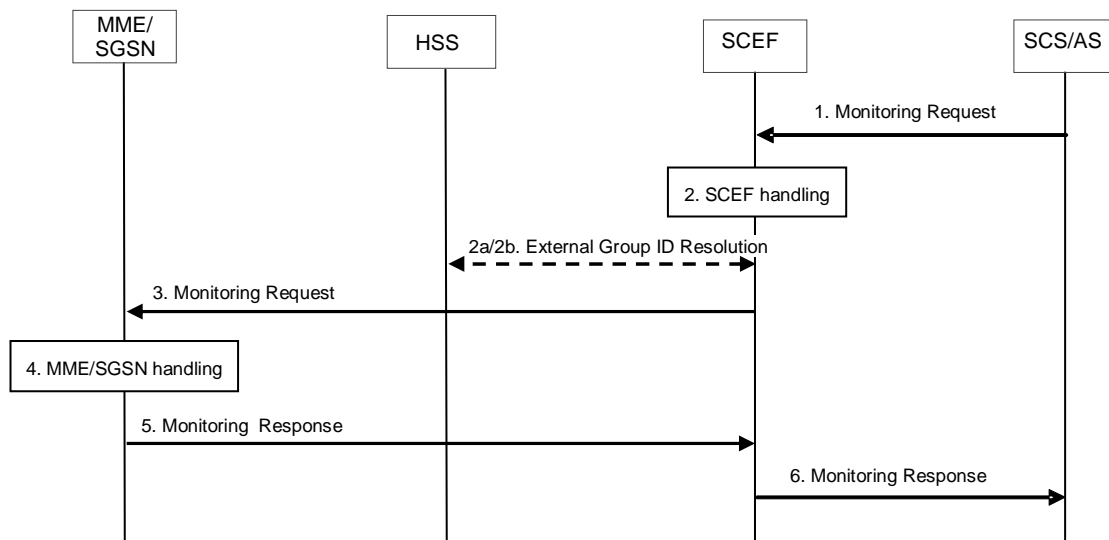 MME/
SGSN
HSS
SCEF
SCS/AS
1. Monitoring Request
2. SCEF handling
2a/2b. External Group ID Resolution
3. Monitoring Request
4. MME/SGSN handling
5. Monitoring Response
6. Monitoring Response